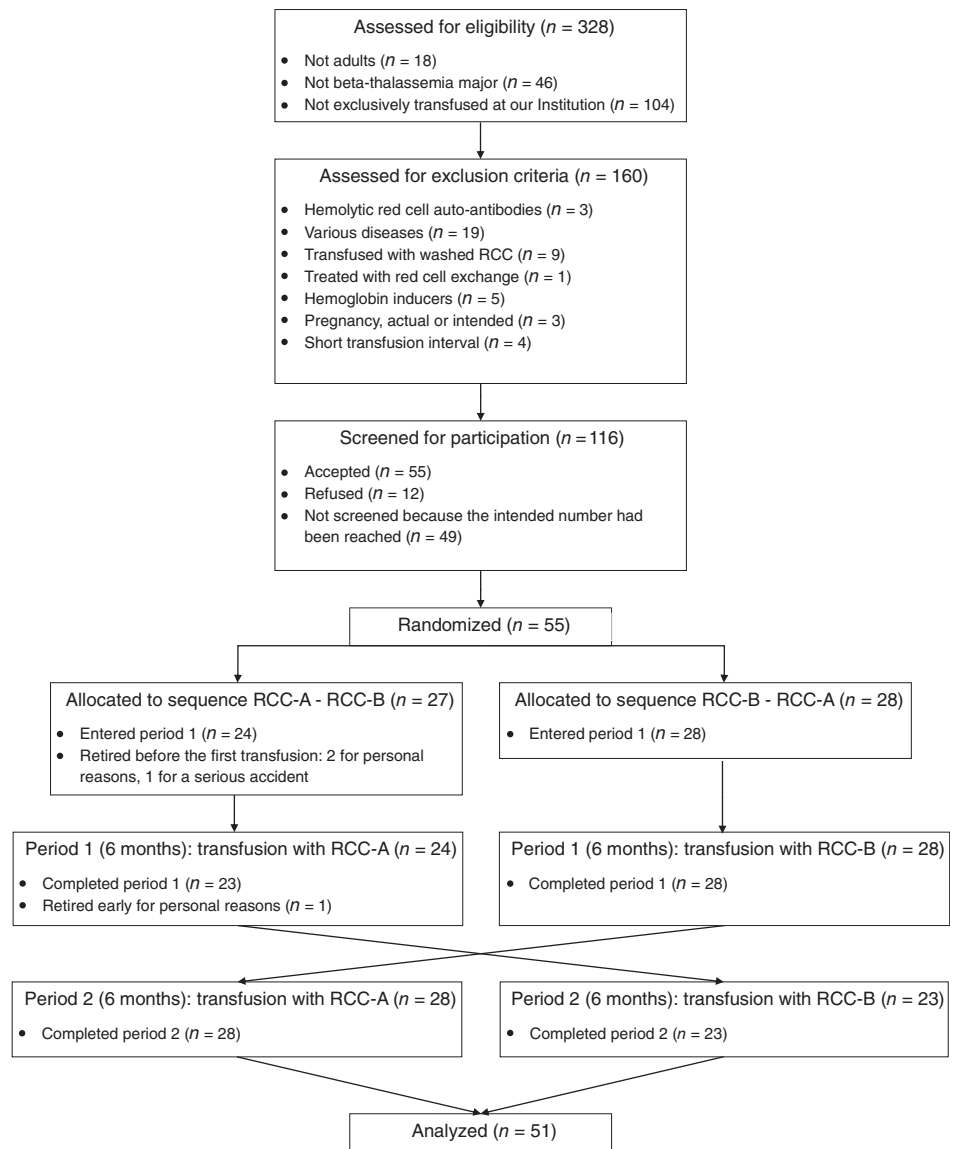 Assessed for eligibility (n = 328)
• Not adults (n = 18)
• Not beta-thalassemia major (n = 46)
• Not exclusively transfused at our Institution (n = 104)
Assessed for exclusion criteria (n = 160)
• Hemolytic red cell auto-antibodies (n = 3)
• Various diseases (n = 19)
• Transfused with washed RCC (n = 9)
• Treated with red cell exchange (n = 1)
• Hemoglobin inducers (n = 5)
• Pregnancy, actual or intended (n = 3)
• Short transfusion interval (n = 4)
Screened for participation (n = 116)
• Accepted (n = 55)
• Refused (n = 12)
• Not screened because the intended number had
been reached (n = 49)
Randomized (n = 55)
Allocated to sequence RCC-A - RCC-B (n = 27)
• Entered period 1 (n = 24)
• Retired before the first transfusion: 2 for personal
reasons, 1 for a serious accident
Allocated to sequence RCC-B - RCC-A (n = 28)
• Entered period 1 (n = 28)
Period 1 (6 months): transfusion with RCC-A (n = 24)
• Completed period 1 (n = 23)
• Retired early for personal reasons (n = 1)
Period 1 (6 months): transfusion with RCC-B (n = 28)
• Completed period 1 (n = 28)
Period 2 (6 months): transfusion with RCC-A (n = 28)
• Completed period 2 (n = 28)
Period 2 (6 months): transfusion with RCC-B (n = 23)
• Completed period 2 (n = 23)
Analyzed (n = 51)